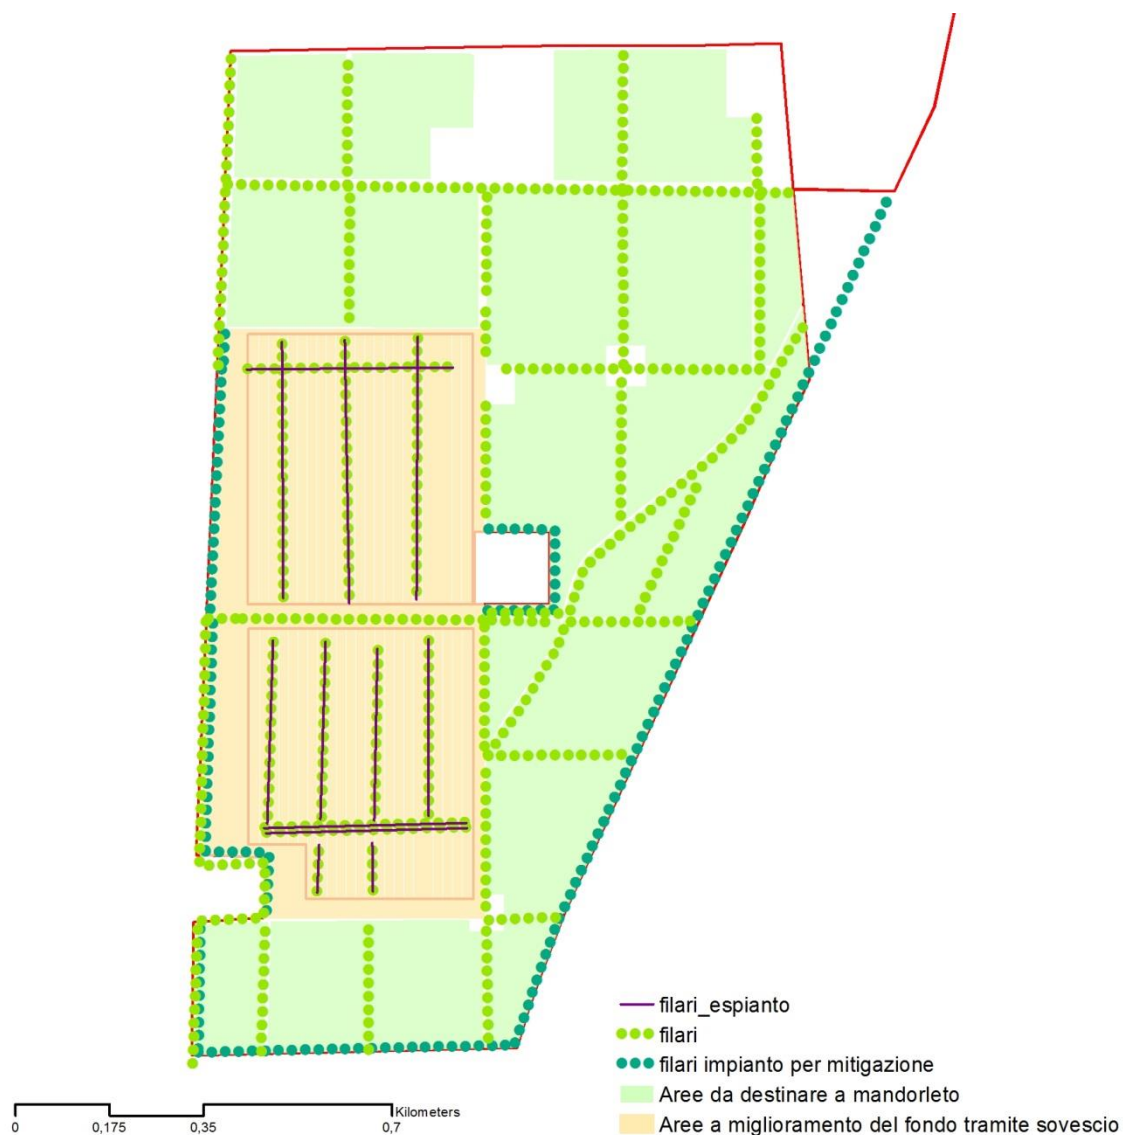 filari_espianto
filari
filari impianto per mitigazione
Aree da destinare a mandorleto
Aree a miglioramento del fondo tramite sovescio
Kilometers
0 0,175 0,35 0,7